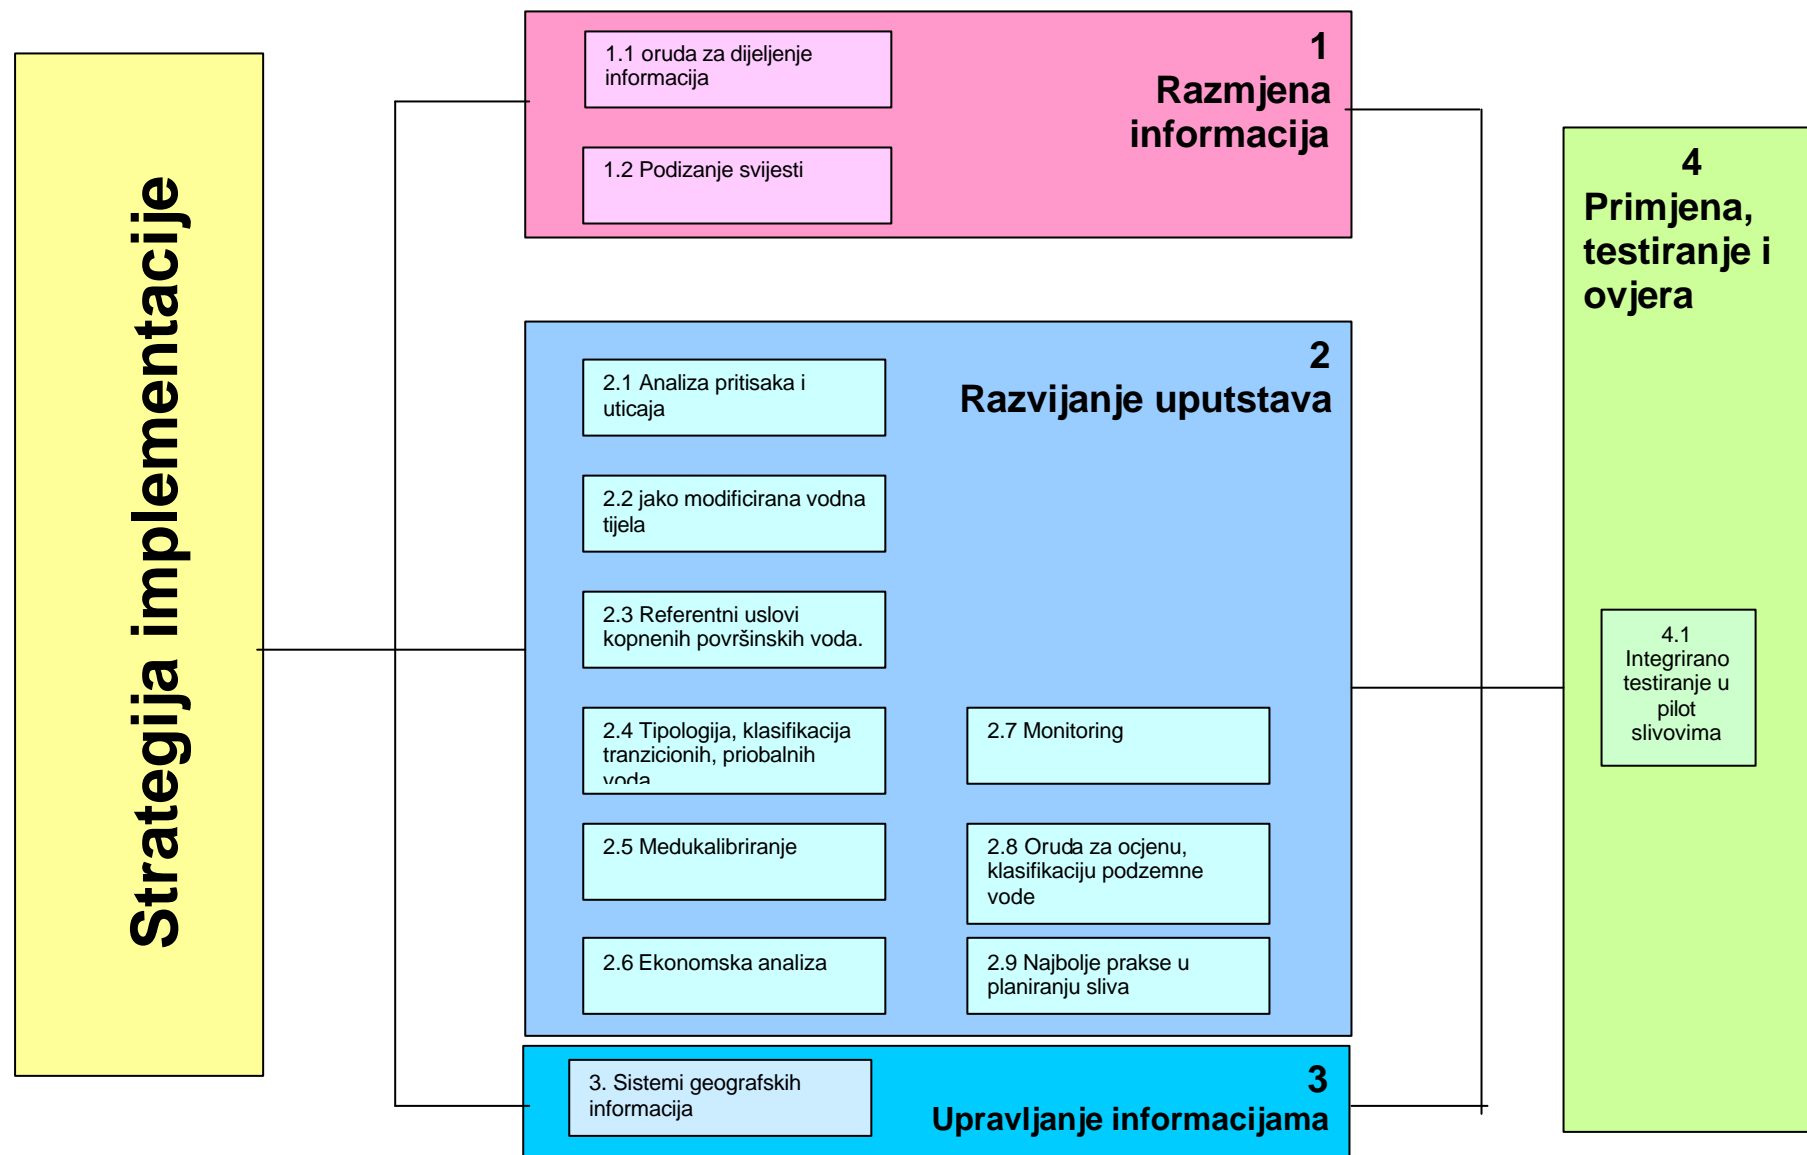 Strategija implementacije
1
Razmjena
informacija
1.1 oruda za dijeljenje
informacija
1.2 Podizanje svijesti
2
Razvijanje uputstava
2.1 Analiza pritisaka i
uticaja
2.2 jako modificirana vodna
tijela
2.3 Referentni uslovi
kopnenih površinskih voda.
2.4 Tipologija, klasifikacija
tranzicionih, priobalnih
voda
2.5 Medukalibriranje
2.6 Ekonomska analiza
2.7 Monitoring
2.8 Oruda za ocjenu,
klasifikaciju podzemne
vode
2.9 Najbolje prakse u
planiranju sliva
3
Upravljanje informacijama
3. Sistemi geografskih
informacija
4
Primjena,
testiranje i
ovjera
4.1
Integrirano
testiranje u
pilot
slivovima